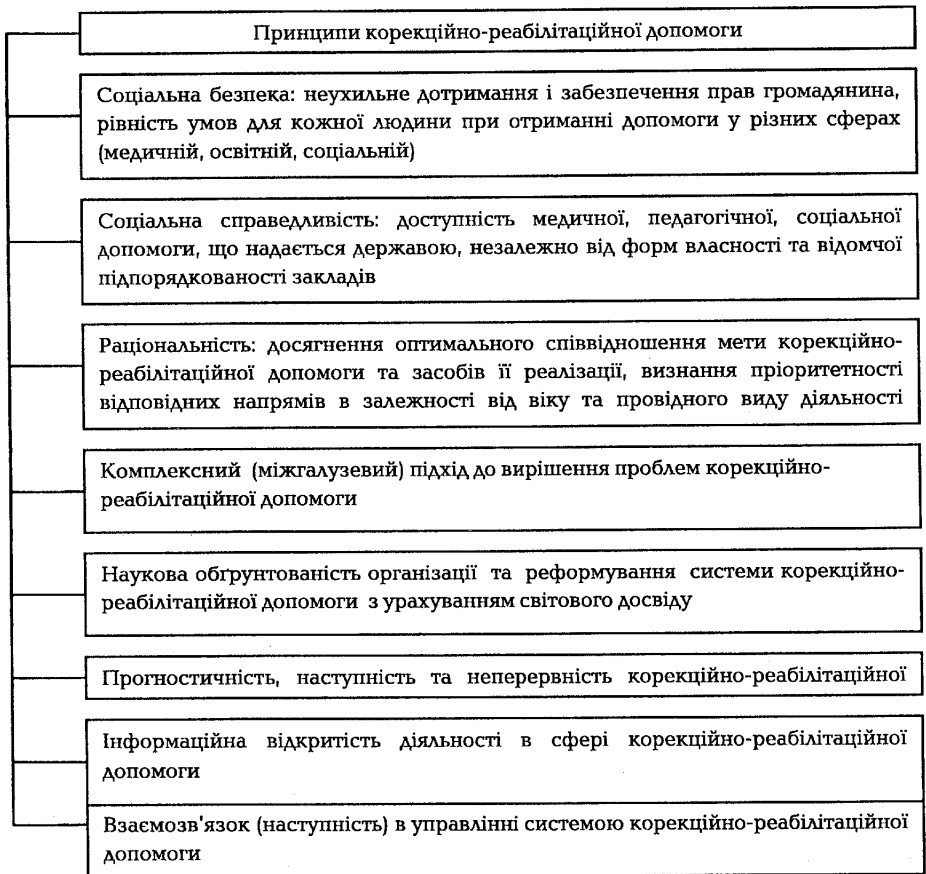 Принципи корекційно-реабілітаційної допомоги
Соціальна безпека: неухильне дотримання і забезпечення прав громадянина,
рівність умов для кожної людини при отриманні допомоги у різних сферах
(медичній, освітній, соціальній)
Соціальна справедливість: доступність медичної, педагогічної, соціальної
допомоги, що надається державою, незалежно від форм власності та відомчої
підпорядкованості закладів
Раціональність: досягнення оптимального співвідношення мети корекційно-
реабілітаційної допомоги та засобів її реалізації, визнання пріоритетності
відповідних напрямів в залежності від віку та провідного виду діяльності
Комплексний (міжгалузевий) підхід до вирішення проблем корекційно-
реабілітаційної допомоги
Наукова обґрунтованість організації та реформування системи корекційно-
реабілітаційної допомоги з урахуванням світового досвіду
Прогностичність, наступність та неперервність корекційно-реабілітаційної
Інформаційна відкритість діяльності в сфері корекційно-реабілітаційної
допомоги
Взаємозв'язок (наступність) в управлінні системою корекційно-реабілітаційної
допомоги